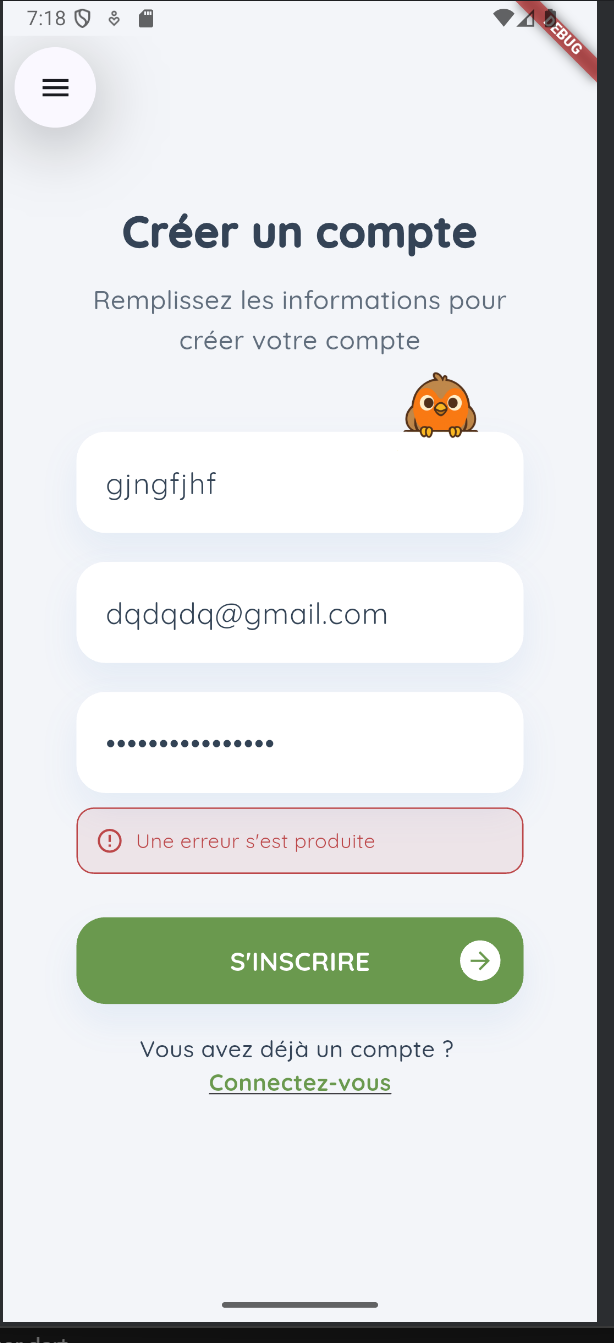 7:18
DEBUG
Créer un compte
Remplissez les informations pour
créer votre compte
gjngfjhf
dqdqdq@gmail.com
••••••••••••••••
Une erreur s'est produite
S'INSCRIRE
Vous avez déjà un compte ?
Connectez-vous